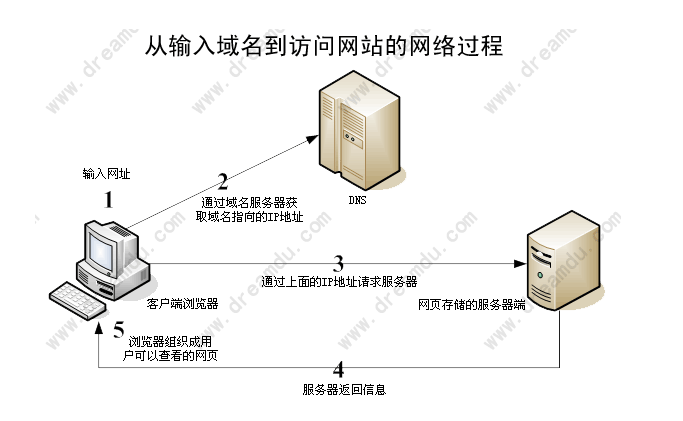 从输入域名到访问网站的网络过程
www.dreamdu.com
www.dreamdu.com
www.dreamdu.com
输入网址
1
2
通过域名服务器获
取域名指向的IP地址
DNS
3
通过上面的IP地址请求服务器
客户端浏览器
网页存储的服务器端
www.dreamdu.com
www.dreamdu.com
www.dreamdu.com
5
浏览器组织成用
户可以查看的网页
4
服务器返回信息